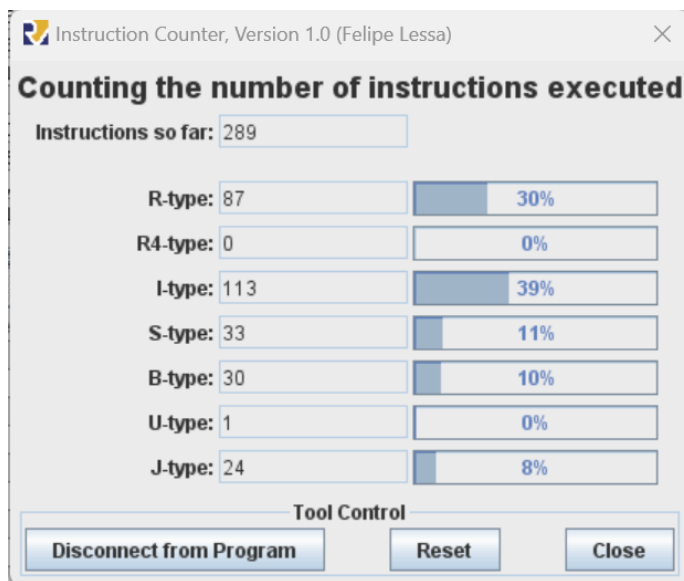 Instruction Counter, Version 1.0 (Felipe Lessa)
Counting the number of instructions executed
Instructions so far: 289
R-type: 87 30%
R4-type: 0 0%
I-type: 113 39%
S-type: 33 11%
B-type: 30 10%
U-type: 1 0%
J-type: 24 8%
Tool Control
Disconnect from Program Reset Close